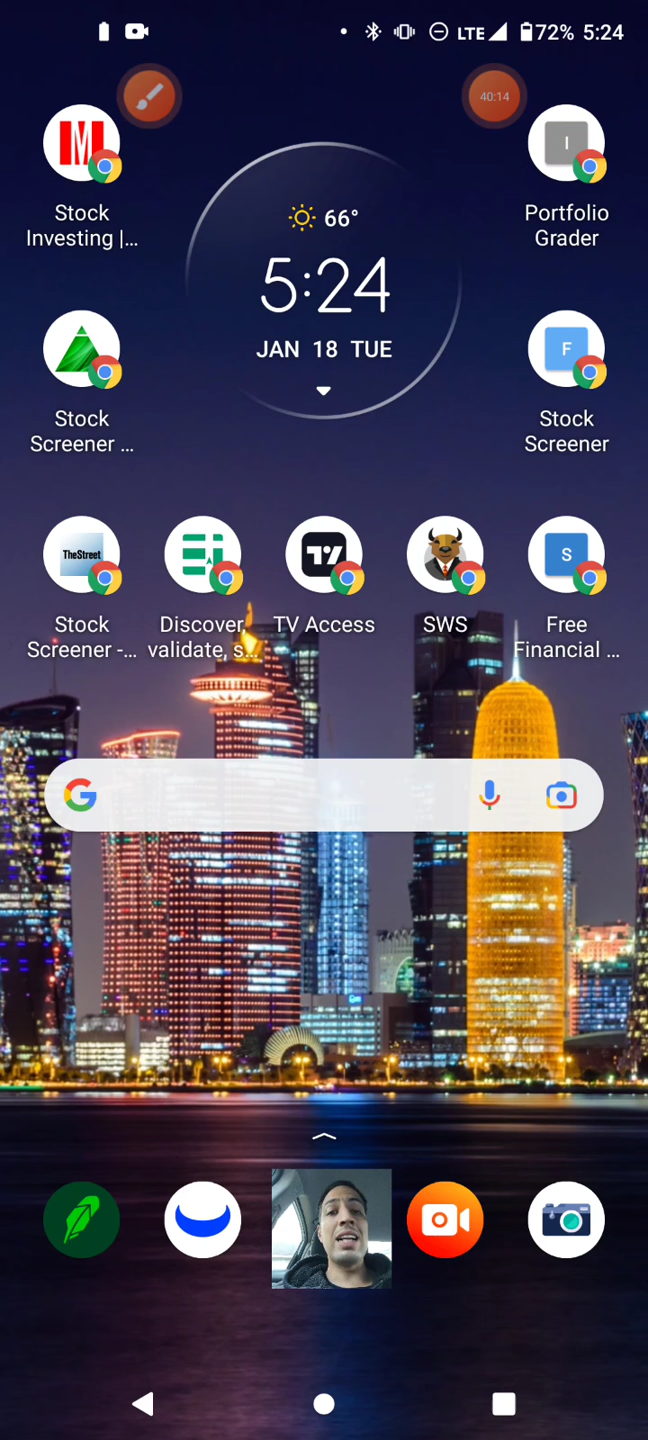 LTE 72% 5:24
40:14
M
I
Stock
Investing |...
66°
5:24
JAN 18 TUE
Portfolio
Grader
F
Stock
Screener ...
Stock
Screener
TheStreet
S
Stock
Screener -...
Discover,
validate, s...
TV Access
SWS
Free
Financial ...